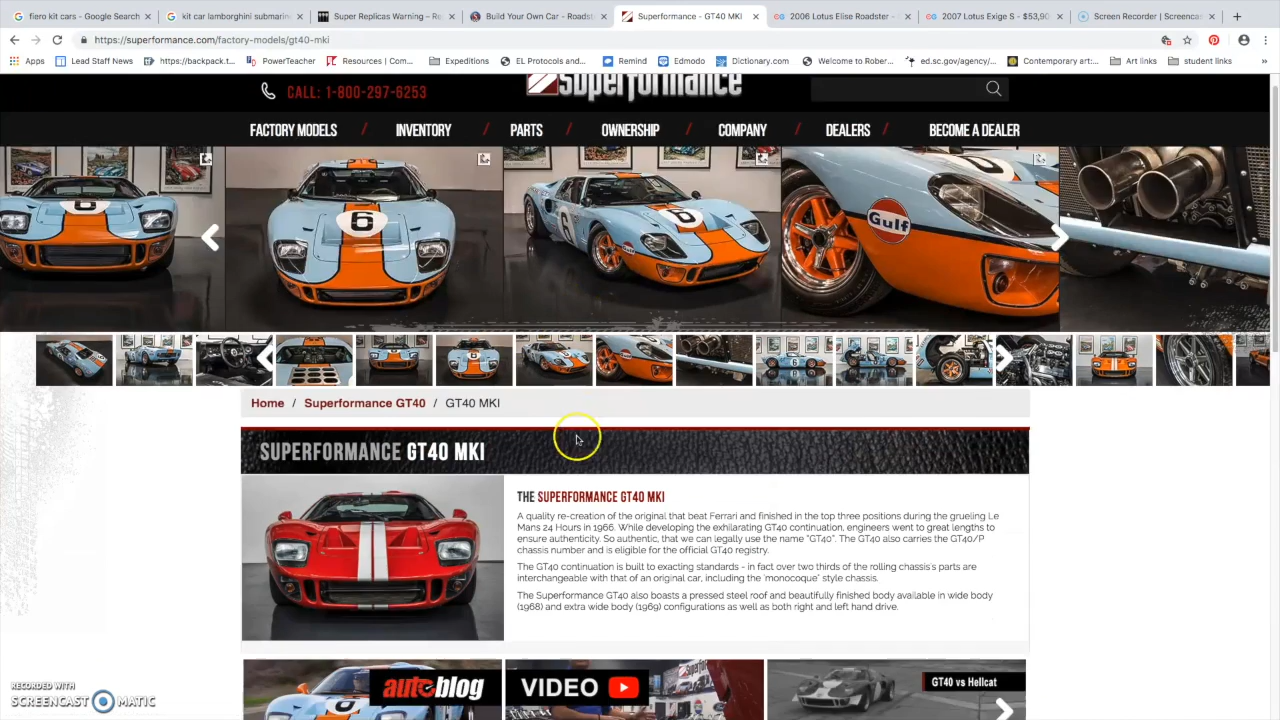 fiero kit cars - Google Search
kit car lamborghini submarine
Super Replicas Warning – Re
Build Your Own Car - Roadst
Superformance - GT40 MKI
2006 Lotus Elise Roadster -
2007 Lotus Exige S - $53,90
Screen Recorder | Screencas
https://superformance.com/factory-models/gt40-mki
Apps
Lead Staff News
https://backpack.t...
PowerTeacher
Resources ( Com...
Expeditions
EL Protocols and...
Remind
Edmodo
Dictionary.com
Welcome to Rober...
ed.sc.gov/agency/...
Contemporary art:...
Art links
student links
»
CALL: 1-800-297-6253
Superformance
FACTORY MODELS / INVENTORY / PARTS / OWNERSHIP / COMPANY / DEALERS / BECOME A DEALER
6
6
6
6
6
Gulf
Home / Superformance GT40 / GT40 MKI
SUPERFORMANCE GT40 MKI
THE SUPERFORMANCE GT40 MKI
A quality re-creation of the original that beat Ferrari and finished in the top three positions during the grueling Le
Mans 24 Hours in 1966. While developing the exhilarating GT40 continuation, engineers went to great lengths to
ensure authenticity. So authentic, that we can legally use the name "GT40". The GT40 also carries the GT40/P
chassis number and is eligible for the official GT40 registry.
The GT40 continuation is built to exacting standards - in fact over two thirds of the rolling chassis's parts are
interchangeable with that of an original car, including the 'monocoque' style chassis.
The Superformance GT40 also boasts a pressed steel roof and beautifully finished body available in wide body
(1968) and extra wide body (1969) configurations as well as both right and left hand drive.
autoblog
VIDEO
GT40 vs Hellcat
RECORDED WITH
SCREENCAST MATIC